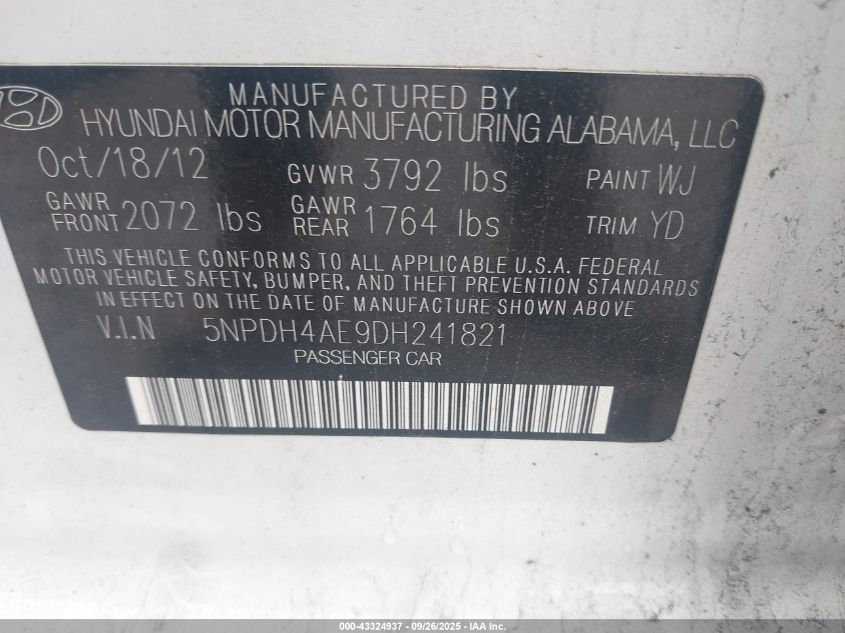 MANUFACTURED BY
HYUNDAI MOTOR MANUFACTURING ALABAMA, LLC
Oct/18/12 GVWR 3792 lbs PAINT WJ
GAWR FRONT 2072 lbs GAWR REAR 1764 lbs TRIM YD
THIS VEHICLE CONFORMS TO ALL APPLICABLE U.S.A. FEDERAL
MOTOR VEHICLE SAFETY, BUMPER, AND THEFT PREVENTION STANDARDS
IN EFFECT ON THE DATE OF MANUFACTURE SHOWN ABOVE
V.I.N 5NPDH4AE9DH241821
PASSENGER CAR
000-43324937 - 09/26/2025 - IAA Inc.